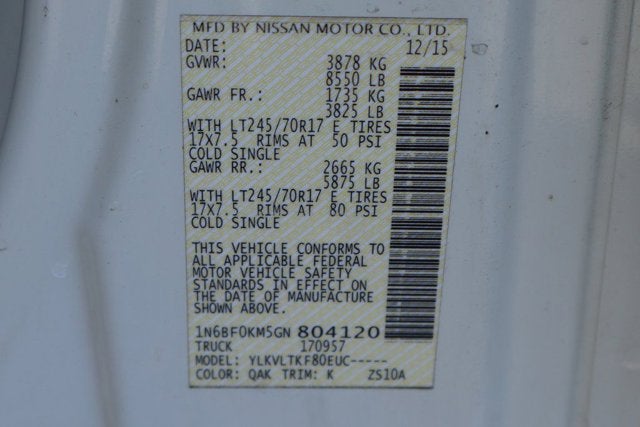 MFD BY NISSAN MOTOR CO., LTD.
DATE: 12/15
GVWR: 3878 KG
8550 LB
GAWR FR.: 1735 KG
3825 LB
WITH LT245/70R17 E TIRES
17X7.5 RIMS AT 50 PSI
COLD SINGLE
GAWR RR.: 2665 KG
5875 LB
WITH LT245/70R17 E TIRES
17X7.5 RIMS AT 80 PSI
COLD SINGLE
THIS VEHICLE CONFORMS TO
ALL APPLICABLE FEDERAL
MOTOR VEHICLE SAFETY
STANDARDS IN EFFECT ON
THE DATE OF MANUFACTURE
SHOWN ABOVE.
1N6BF0KM5GN 804120
TRUCK 170957
MODEL: YLKVLTKF80EUC-----
COLOR: QAK TRIM: K ZS10A